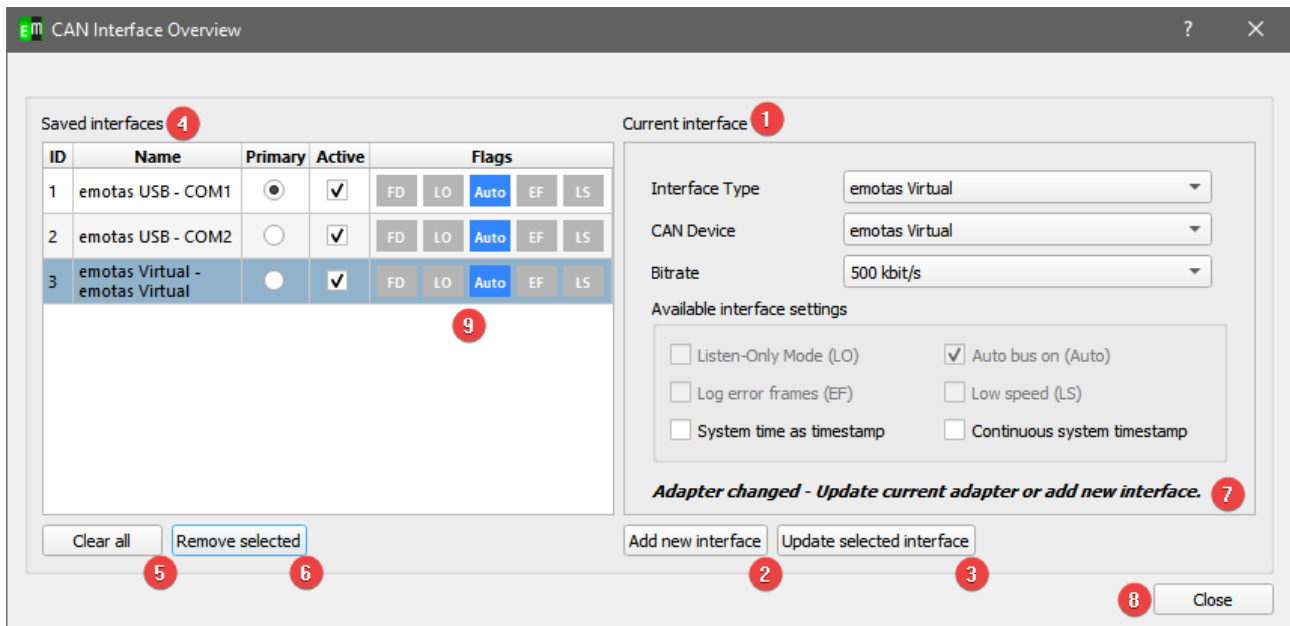 Em CAN Interface Overview ? ×
Saved interfaces 4
ID Name Primary Active Flags
1 emotas USB - COM1 FD LO Auto EF LS
2 emotas USB - COM2 FD LO Auto EF LS
3 emotas Virtual -
emotas Virtual FD LO Auto EF LS
9
Clear all Remove selected
5 6
Current interface 1
Interface Type emotas Virtual
CAN Device emotas Virtual
Bitrate 500 kbit/s
Available interface settings
Listen-Only Mode (LO) Auto bus on (Auto)
Log error frames (EF) Low speed (LS)
System time as timestamp Continuous system timestamp
Adapter changed - Update current adapter or add new interface. 7
Add new interface Update selected interface
2 3
8 Close